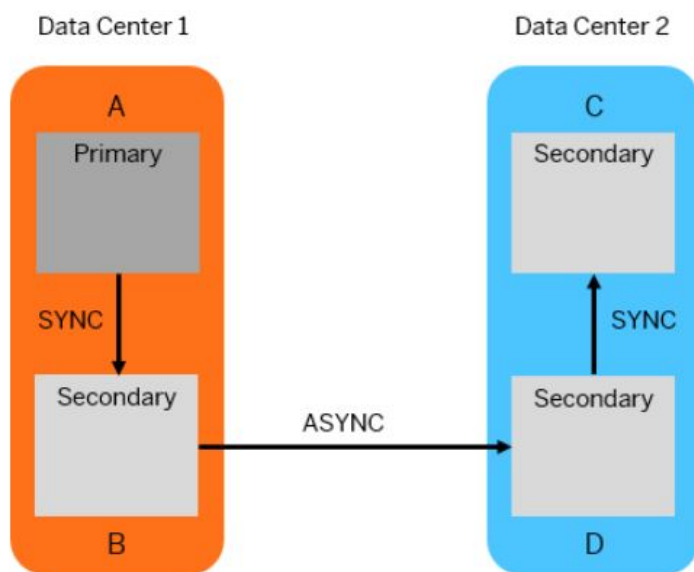 Data Center 1
Data Center 2
A
Primary
SYNC
Secondary
B
ASYNC
C
Secondary
SYNC
Secondary
D